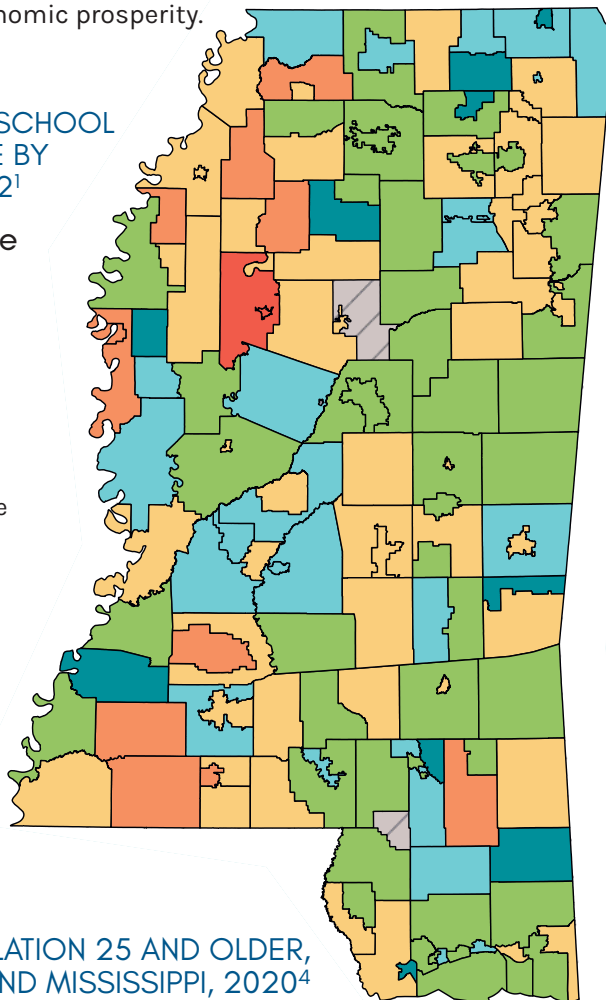 nomic prosperity.
SCHOOL
E BY
2¹
e
e
LATION 25 AND OLDER,
ND MISSISSIPPI, 2020⁴